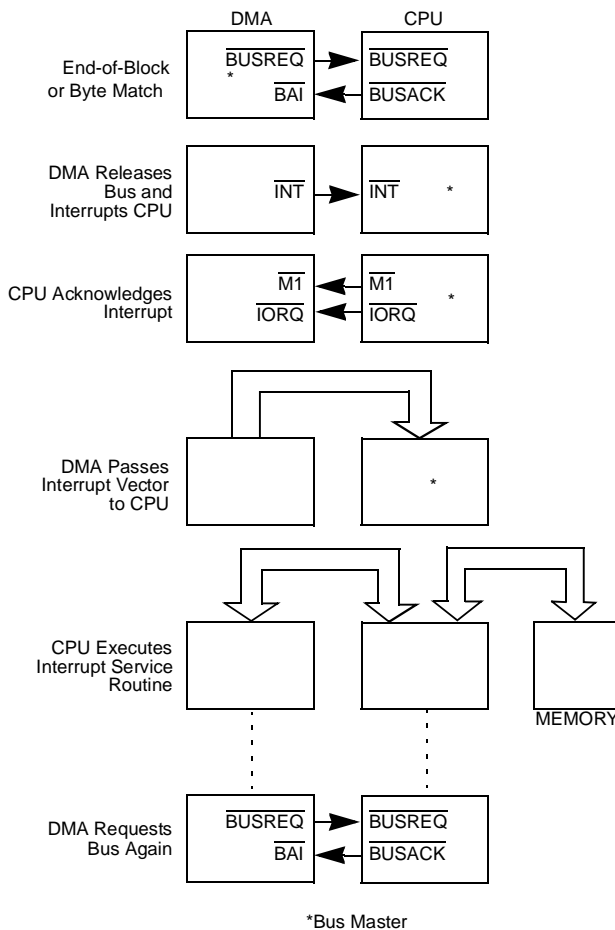 DMA CPU
End-of-Block
or Byte Match
BUSREQ BUSREQ
*
BAI BUSACK
DMA Releases
Bus and
Interrupts CPU
INT INT *
CPU Acknowledges
Interrupt
M1 M1
*
IORQ IORQ
DMA Passes
Interrupt Vector
to CPU
*
CPU Executes
Interrupt Service
Routine
MEMORY
DMA Requests
Bus Again
BUSREQ BUSREQ
BAI BUSACK
*Bus Master